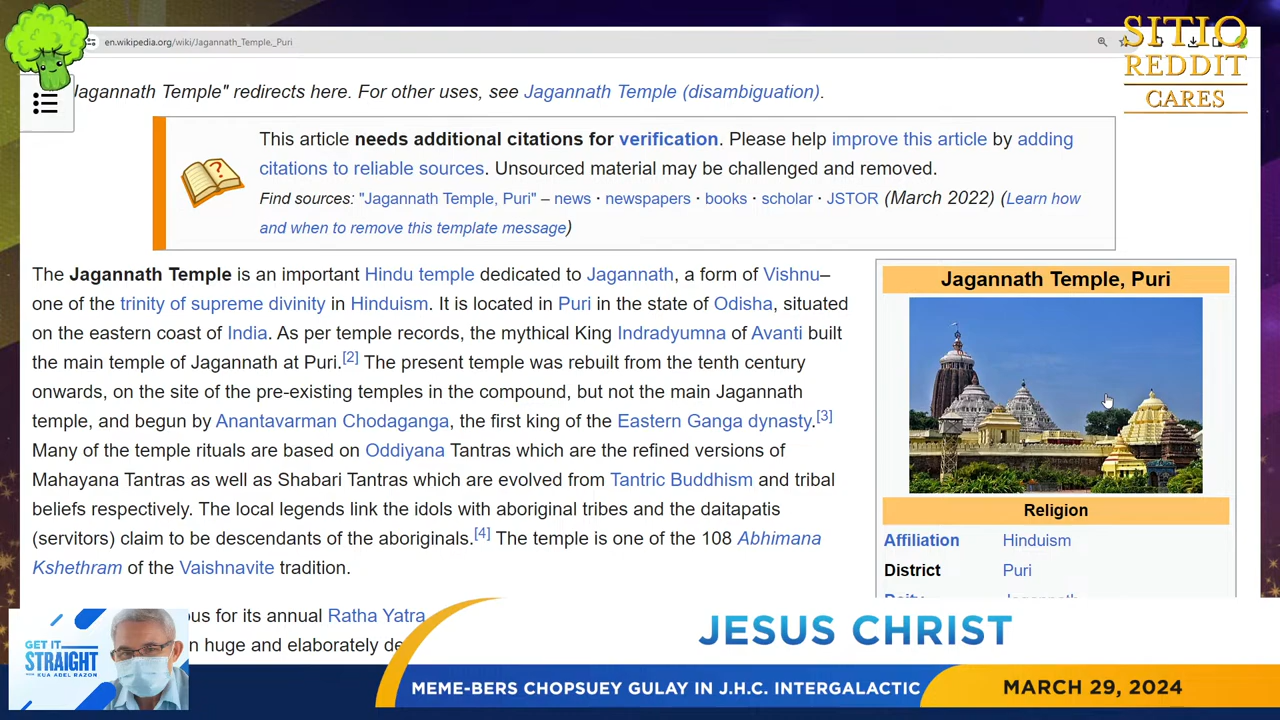 SITIO
REDDIT
CARES
en.wikipedia.org/wiki/Jagannath_Temple,_Puri
Jagannath Temple" redirects here. For other uses, see Jagannath Temple (disambiguation).
This article needs additional citations for verification. Please help improve this article by adding
citations to reliable sources. Unsourced material may be challenged and removed.
Find sources: "Jagannath Temple, Puri" – news · newspapers · books · scholar · JSTOR (March 2022) (Learn how
and when to remove this template message)
The Jagannath Temple is an important Hindu temple dedicated to Jagannath, a form of Vishnu–
one of the trinity of supreme divinity in Hinduism. It is located in Puri in the state of Odisha, situated
on the eastern coast of India. As per temple records, the mythical King Indradyumna of Avanti built
the main temple of Jagannath at Puri.[2] The present temple was rebuilt from the tenth century
onwards, on the site of the pre-existing temples in the compound, but not the main Jagannath
temple, and begun by Anantavarman Chodaganga, the first king of the Eastern Ganga dynasty.[3]
Many of the temple rituals are based on Oddiyana Tantras which are the refined versions of
Mahayana Tantras as well as Shabari Tantras which are evolved from Tantric Buddhism and tribal
beliefs respectively. The local legends link the idols with aboriginal tribes and the daitapatis
(servitors) claim to be descendants of the aboriginals.[4] The temple is one of the 108 Abhimana
Kshethram of the Vaishnavite tradition.
Jagannath Temple, Puri
Religion
Affiliation Hinduism
District Puri
for its annual Ratha Yatra
huge and elaborately
GET IT
STRAIGHT
WITH KUA ADEL RAZON
JESUS CHRIST
MEME-BERS CHOPSUEY GULAY IN J.H.C. INTERGALACTIC
MARCH 29, 2024